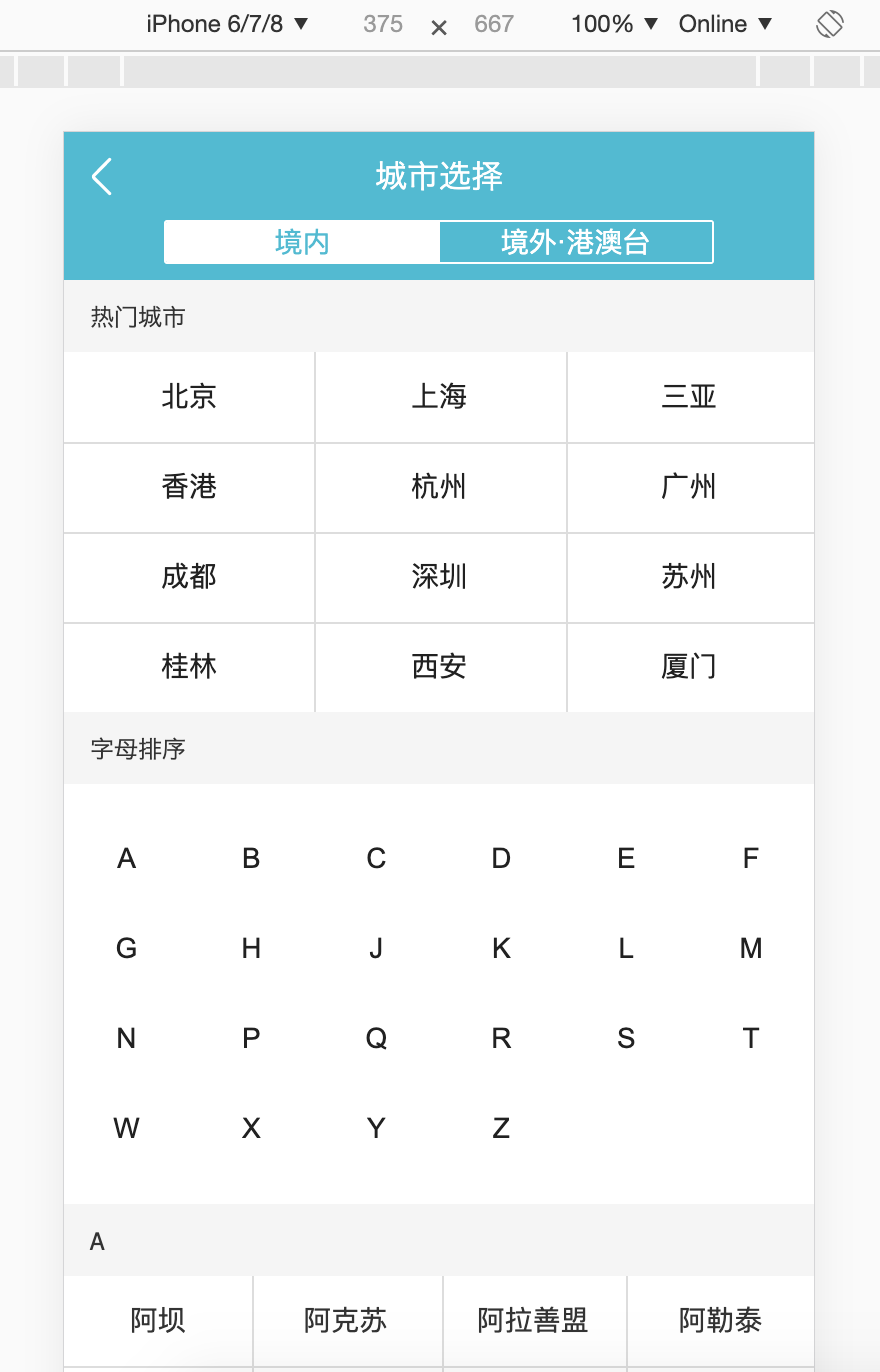 iPhone 6/7/8 ▼ 375 × 667 100% ▼ Online ▼
城市选择
境内 境外·港澳台
热门城市
北京 上海 三亚
香港 杭州 广州
成都 深圳 苏州
桂林 西安 厦门
字母排序
A B C D E F
G H J K L M
N P Q R S T
W X Y Z
A
阿坝 阿克苏 阿拉善盟 阿勒泰